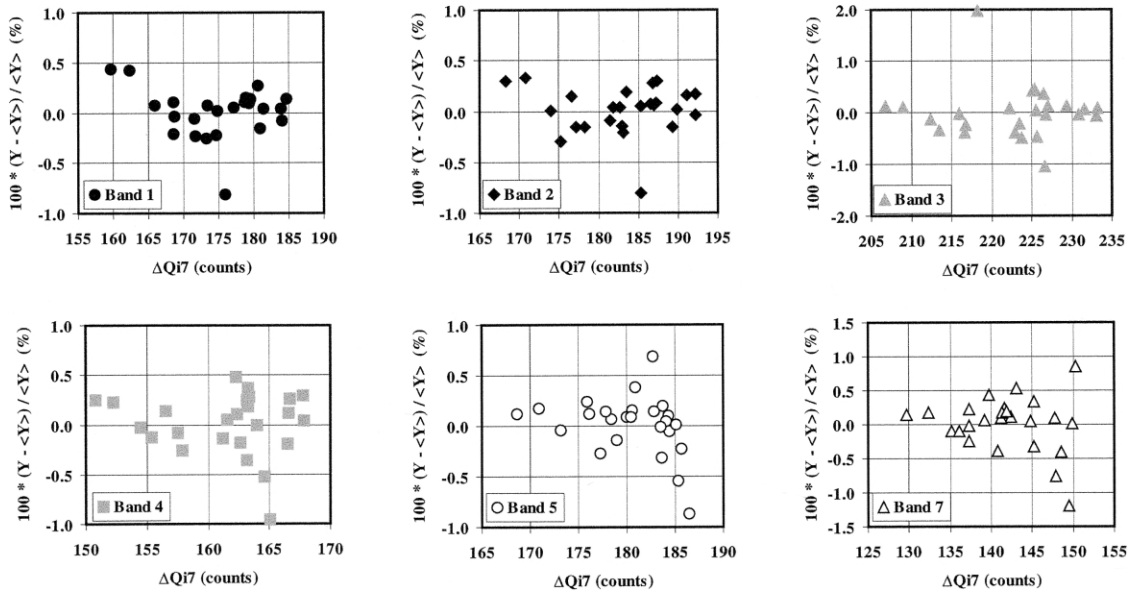 100 * (Y - <Y>) / <Y> (%)
1.0
0.5
0.0
-0.5
-1.0
Band 1
155 160 165 170 175 180 185 190
ΔQi7 (counts)
100 * (Y - <Y>) / <Y> (%)
1.0
0.5
0.0
-0.5
-1.0
Band 2
165 170 175 180 185 190 195
ΔQi7 (counts)
100 * (Y - <Y>) / <Y> (%)
2.0
1.0
0.0
-1.0
-2.0
Band 3
205 210 215 220 225 230 235
ΔQi7 (counts)
100 * (Y - <Y>) / <Y> (%)
1.0
0.5
0.0
-0.5
-1.0
Band 4
150 155 160 165 170
ΔQi7 (counts)
100 * (Y - <Y>) / <Y> (%)
1.0
0.5
0.0
-0.5
-1.0
Band 5
165 170 175 180 185 190
ΔQi7 (counts)
100 * (Y - <Y>) / <Y> (%)
1.5
1.0
0.5
0.0
-0.5
-1.0
-1.5
Band 7
125 130 135 140 145 150 155
ΔQi7 (counts)